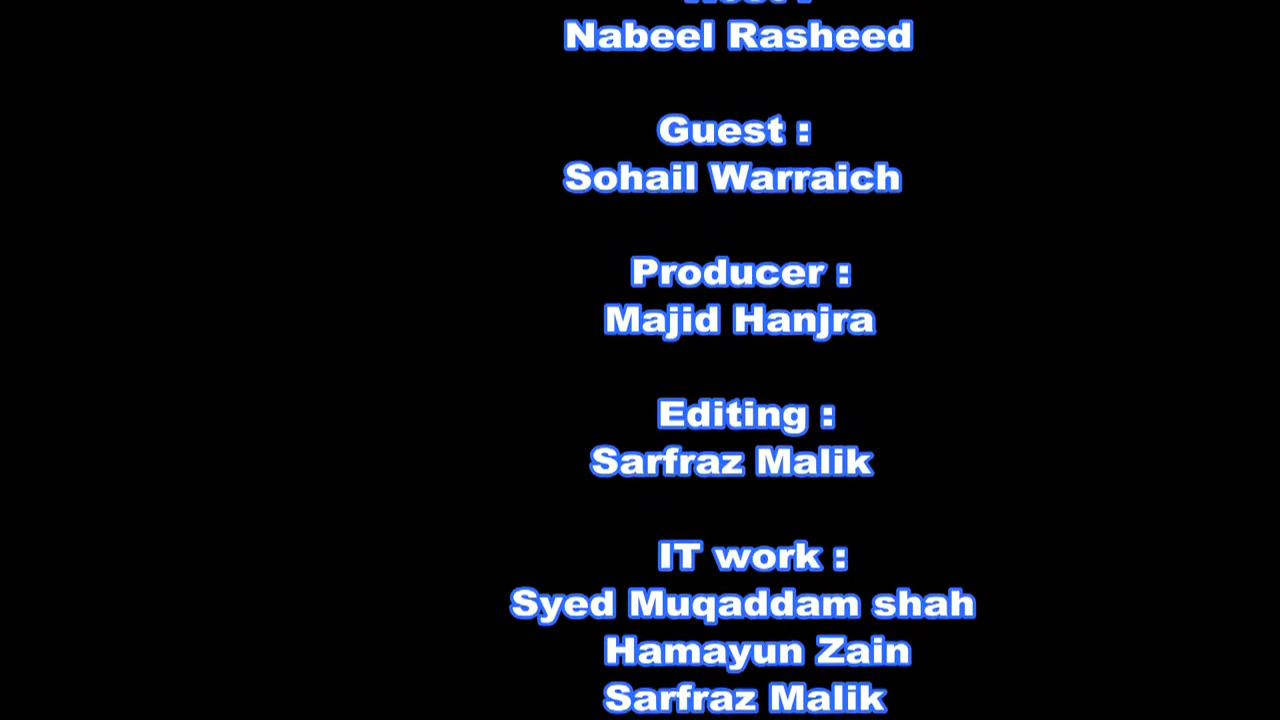 Nabeel Rasheed
Guest :
Sohail Warraich
Producer :
Majid Hanjra
Editing :
Sarfraz Malik
IT work :
Syed Muqaddam shah
Hamayun Zain
Sarfraz Malik